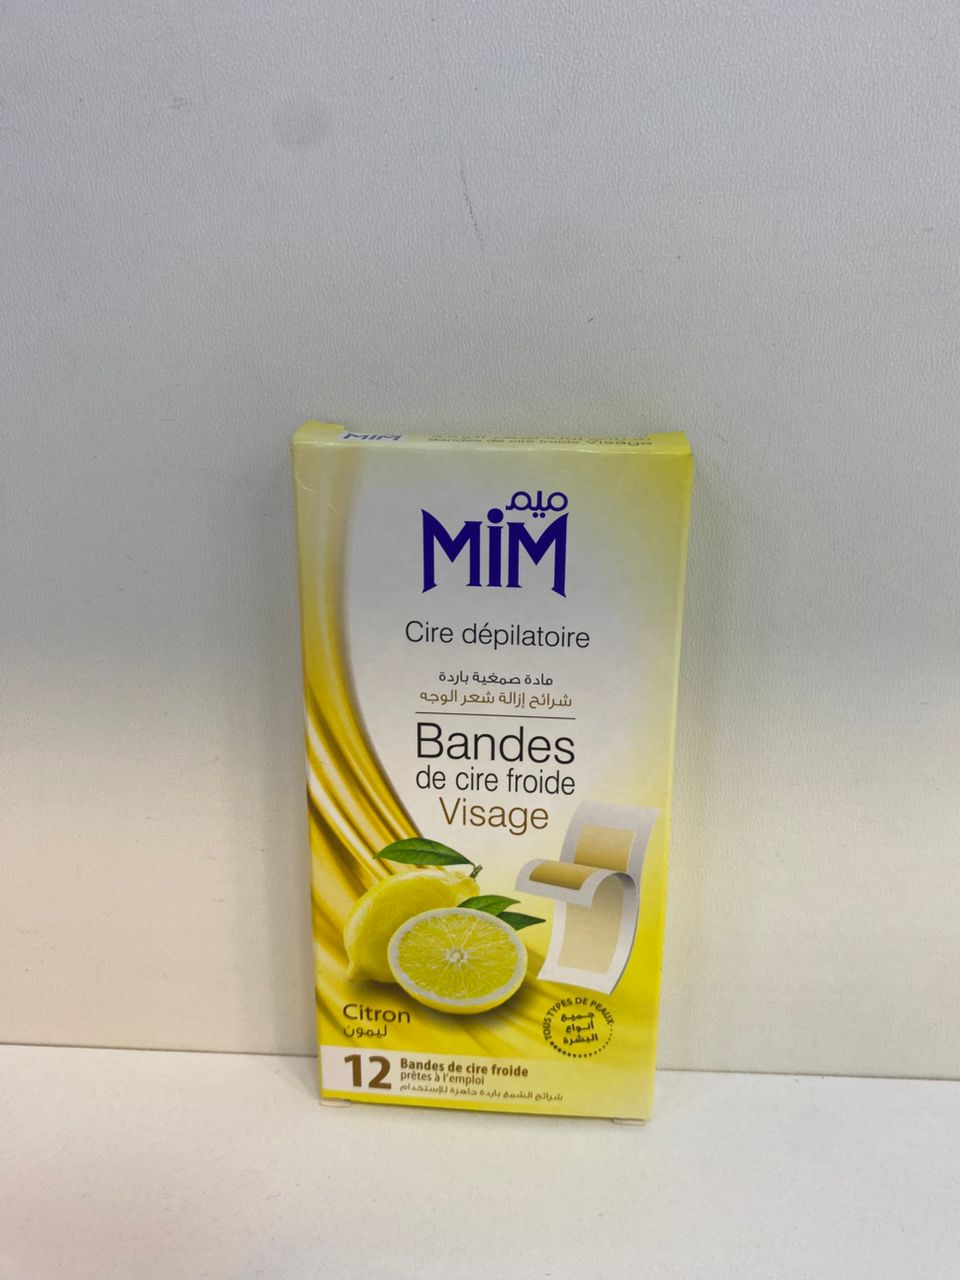 MiM
Bandes de cire froide Visage
ميم
MiM
Cire dépilatoire
مادة صمغية باردة
شرائح إزالة شعر الوجه
Bandes
de cire froide
Visage
Citron
ليمون
TOUS TYPES DE PEAUX
جميع
أنواع
البشرة
12
Bandes de cire froide
prêtes à l'emploi
شرائح الشمع باردة جاهزة للإستخدام